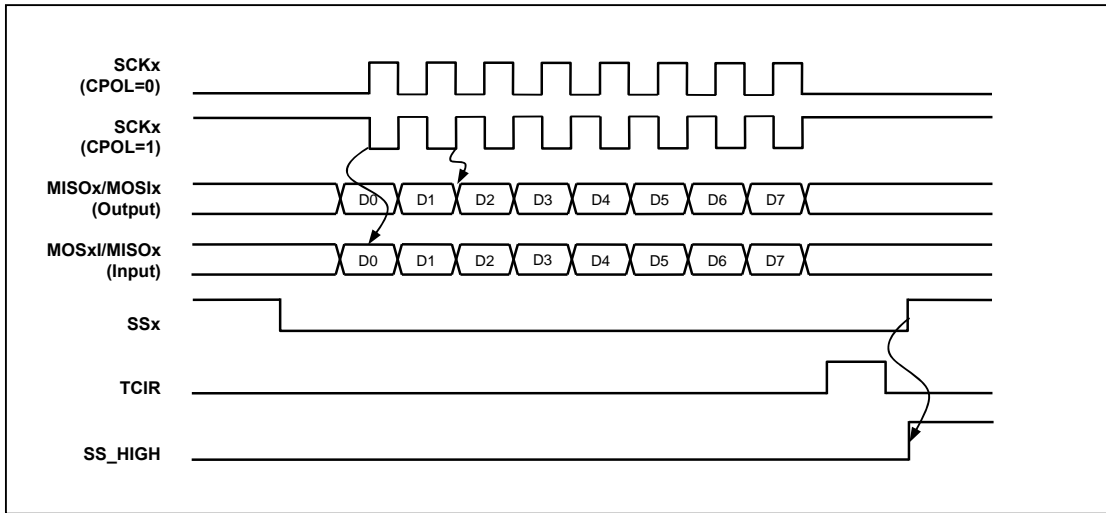 SCKx
(CPOL=0)
SCKx
(CPOL=1)
MISOx/MOSIx
(Output)
D0 D1 D2 D3 D4 D5 D6 D7
MOSxI/MISOx
(Input)
D0 D1 D2 D3 D4 D5 D6 D7
SSx
TCIR
SS_HIGH